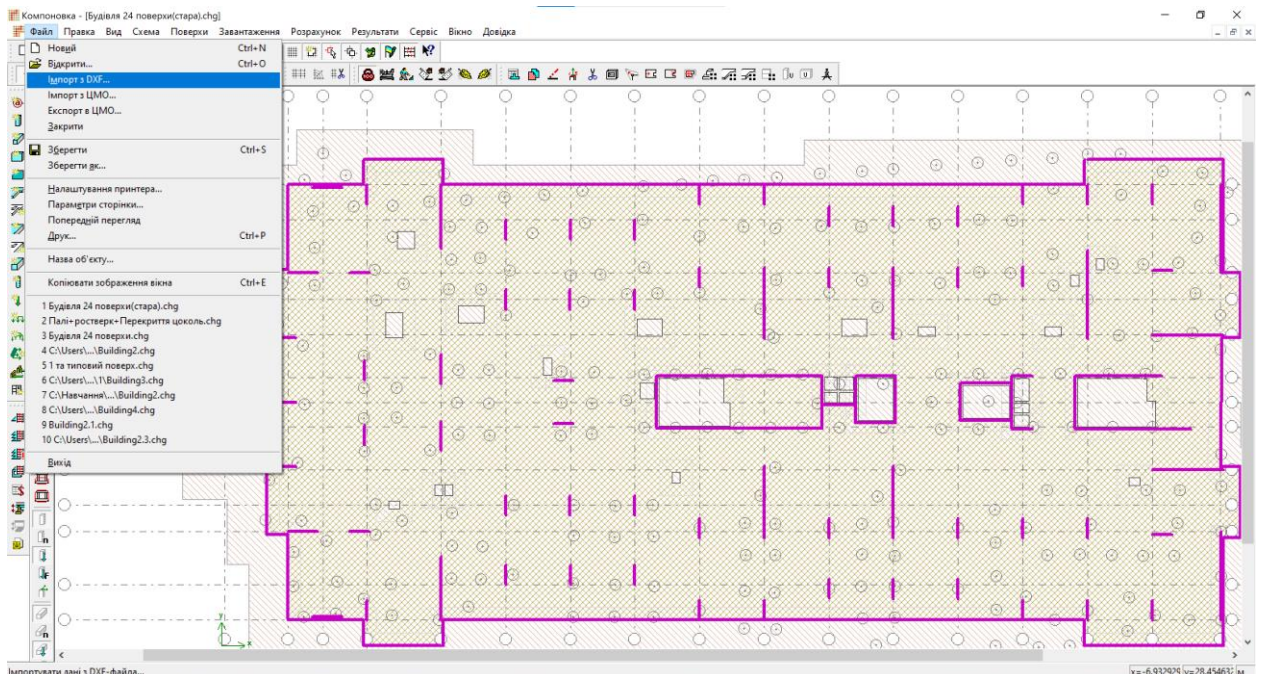 Компоновка - [Будівля 24 поверхи(стара).chg]
Файл Правка Вид Схема Поверхи Завантаження Розрахунок Результати Сервіс Вікно Довідка
Новий Ctrl+N
Відкрити... Ctrl+O
Імпорт з DXF...
Імпорт з ЦМО...
Експорт в ЦМО...
Закрити
Зберегти Ctrl+S
Зберегти як...
Налаштування принтера...
Параметри сторінки...
Попередній перегляд
Друк... Ctrl+P
Назва об'єкту...
Копіювати зображення вікна Ctrl+E
1 Будівля 24 поверхи(стара).chg
2 Палі+ростверк+Перекриття цоколь.chg
3 Будівля 24 поверхи.chg
4 C:\Users\...\Building2.chg
5 1 та типовий поверх.chg
6 C:\Users\...\1\Building3.chg
7 C:\Навчання\...\Building2.chg
8 C:\Users\...\Building4.chg
9 Building2.1.chg
10 C:\Users\...\Building2.3.chg
Вихід
y
x
Імпортувати дані з DXF-файла... x=-6.932929 y=28.454632 м